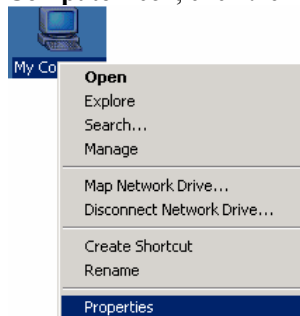 My Co
Open
Explore
Search...
Manage
Map Network Drive...
Disconnect Network Drive...
Create Shortcut
Rename
Properties